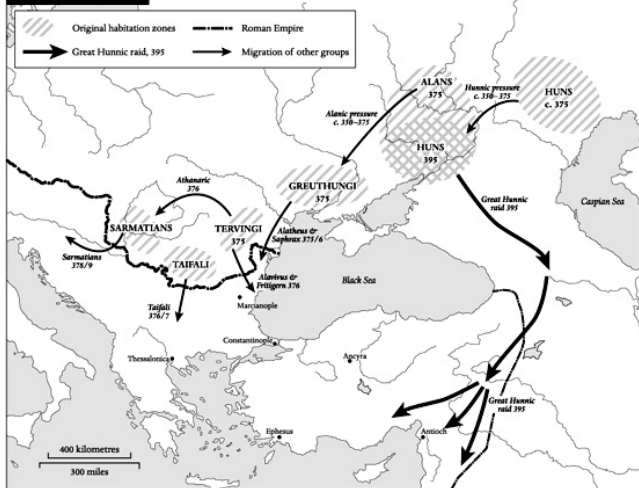 Original habitation zones
Roman Empire
Great Hunnic raid, 395
Migration of other groups
ALANS
375
Hunnic pressure
c. 350–375
HUNS
c. 375
Alanic pressure
c. 350–375
HUNS
395
Athanaric
376
GREUTHUNGI
375
Great Hunnic
raid 395
Caspian Sea
SARMATIANS
TERVINGI
375
Alatheus &
Saphrax 375/6
Sarmatians
378/9
TAIFALI
Alavivus &
Fritigern 376
Black Sea
Taifali
376/7
Marcianople
Constantinople
Thessalonica
Ancyra
Great Hunnic
raid 395
Ephesus
Antioch
400 kilometres
300 miles